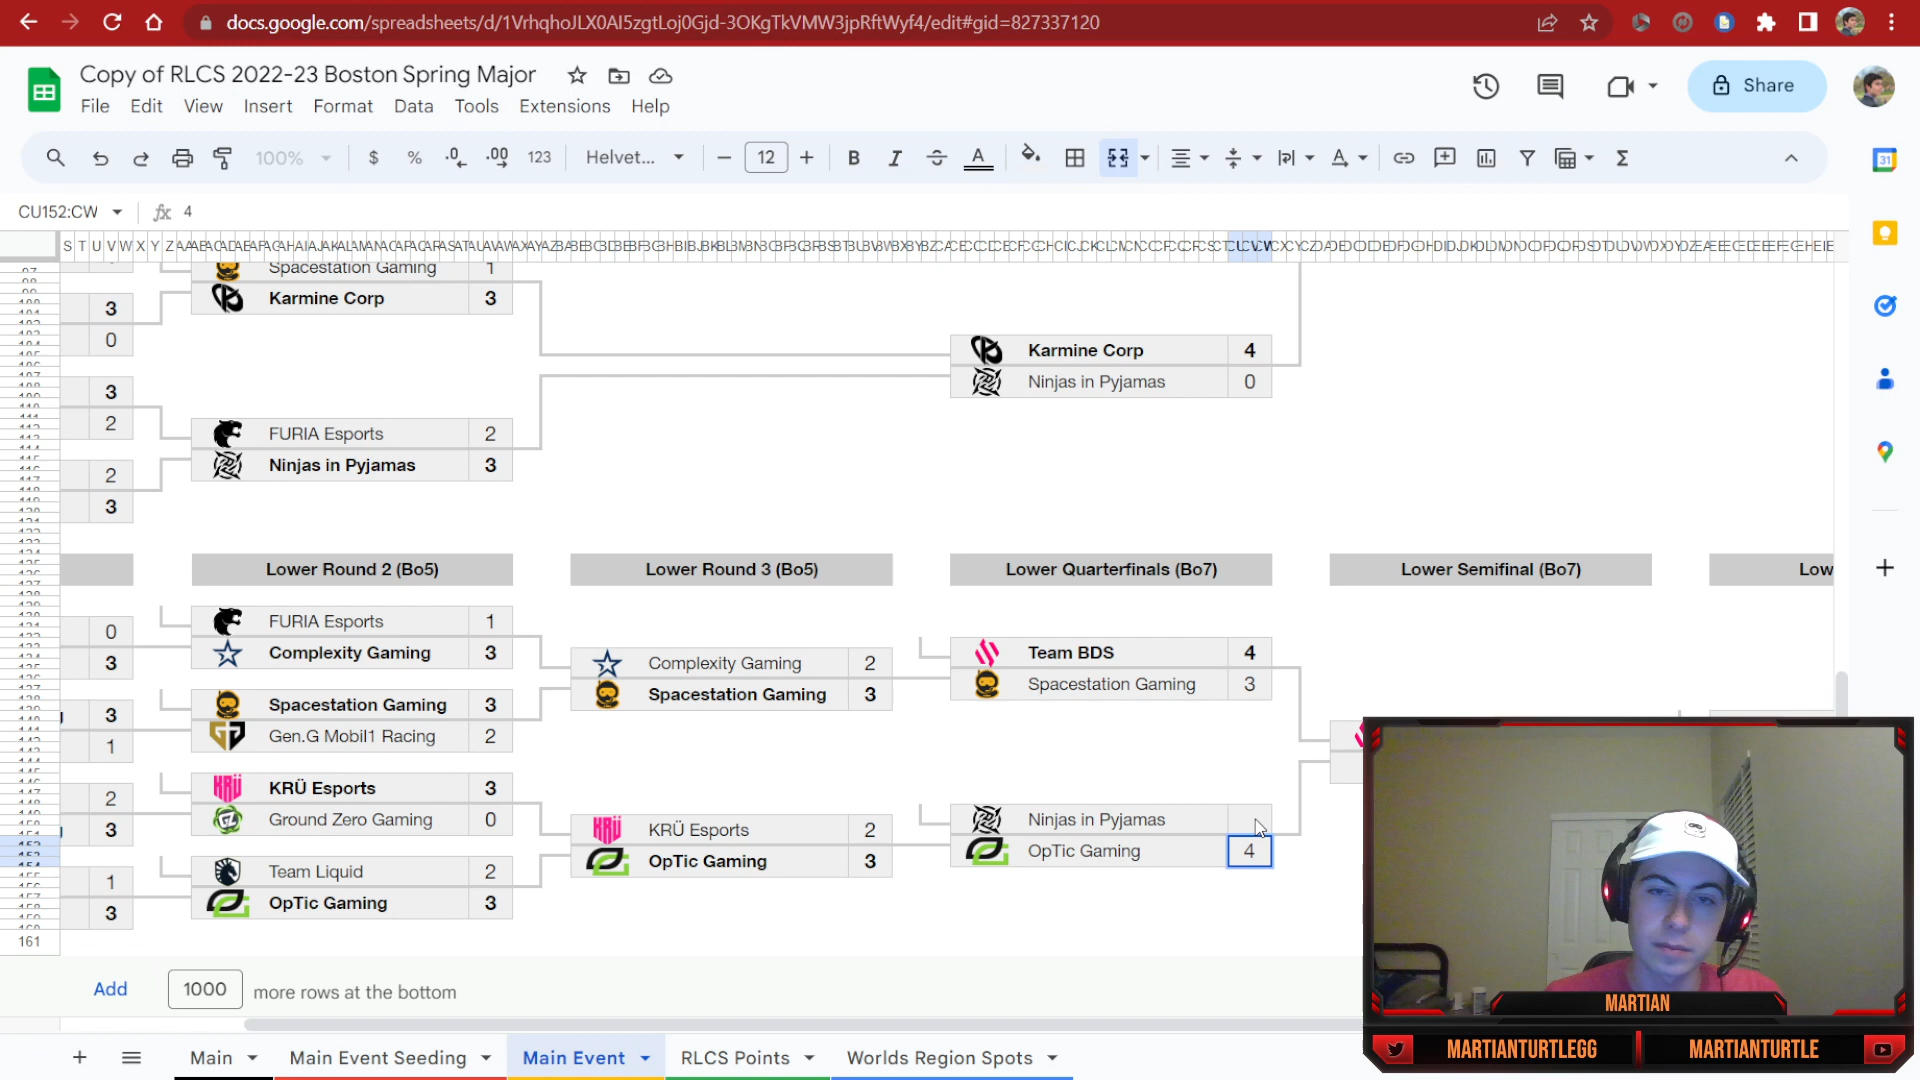 docs.google.com/spreadsheets/d/1VrhqhoJLX0AI5zgtLoj0Gjd-3OKgTkVMW3jpRftWyf4/edit#gid=827337120
Copy of RLCS 2022-23 Boston Spring Major
File Edit View Insert Format Data Tools Extensions Help
Share
100% $ % .0 .00 123 Helvet... 12 B I A
CU152:CW fx 4
Spacestation Gaming 1
Karmine Corp 3
3
0
Karmine Corp 4
Ninjas in Pyjamas 0
3
2
FURIA Esports 2
Ninjas in Pyjamas 3
2
3
Lower Round 2 (Bo5) Lower Round 3 (Bo5) Lower Quarterfinals (Bo7) Lower Semifinal (Bo7) Low
0
3
FURIA Esports 1
Complexity Gaming 3
Complexity Gaming 2
Spacestation Gaming 3
Team BDS 4
Spacestation Gaming 3
3
1
Spacestation Gaming 3
Gen.G Mobil1 Racing 2
2
3
KRÜ Esports 3
Ground Zero Gaming 0
KRÜ Esports 2
OpTic Gaming 3
Ninjas in Pyjamas
OpTic Gaming 4
1
3
Team Liquid 2
OpTic Gaming 3
161
Add 1000 more rows at the bottom
MARTIAN
MARTIANTURTLEGG MARTIANTURTLE
Main Main Event Seeding Main Event RLCS Points Worlds Region Spots